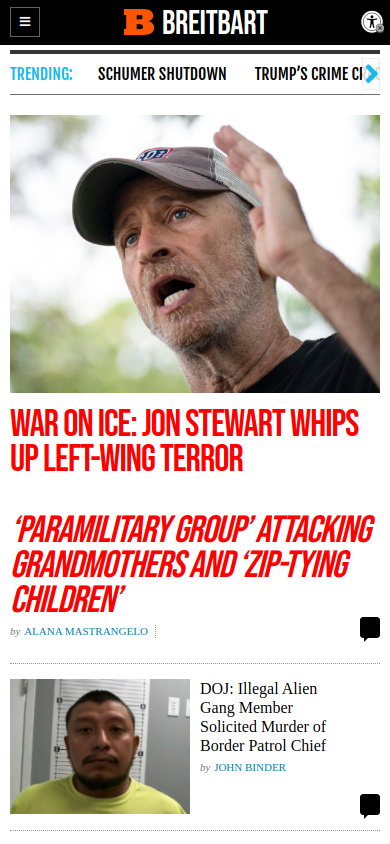 BREITBART
TRENDING: SCHUMER SHUTDOWN TRUMP'S CRIME
WAR ON ICE: JON STEWART WHIPS
UP LEFT-WING TERROR
‘PARAMILITARY GROUP’ ATTACKING
GRANDMOTHERS AND ‘ZIP-TYING
CHILDREN’
by ALANA MASTRANGELO
DOJ: Illegal Alien
Gang Member
Solicited Murder of
Border Patrol Chief
by JOHN BINDER